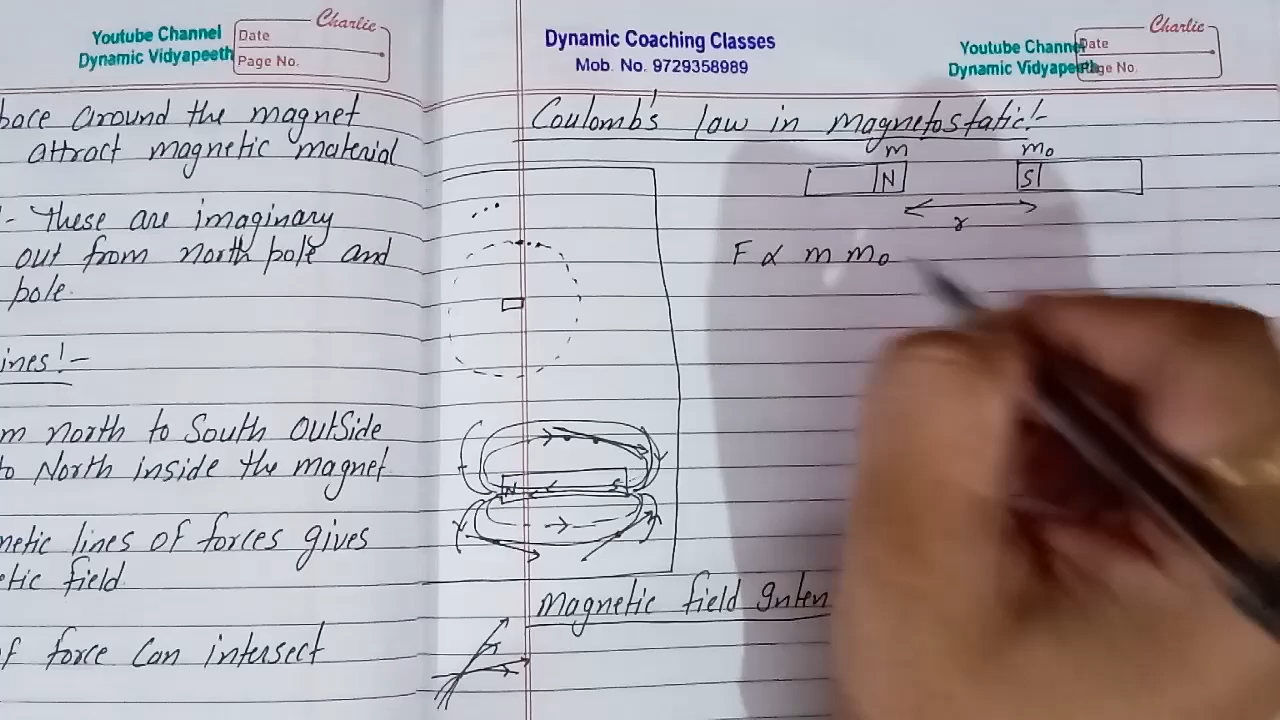 Youtube Channel
Dynamic Vidyapeeth
Charlie
Date
Page No.
Dynamic Coaching Classes
Mob. No. 9729358989
Youtube Channel
Dynamic Vidyapeeth
Charlie
Date
Page No.
around the magnet
attract magnetic material
- These are imaginary
out from north pole and
pole.
ines!-
m north to South Outside
to North inside the magnet
netic lines of forces gives
etic field.
f force Can intersect
N S
Coulomb's law in magnetostatic!-
m m₀
N S
r
F ∝ m m₀
Magnetic field Inten